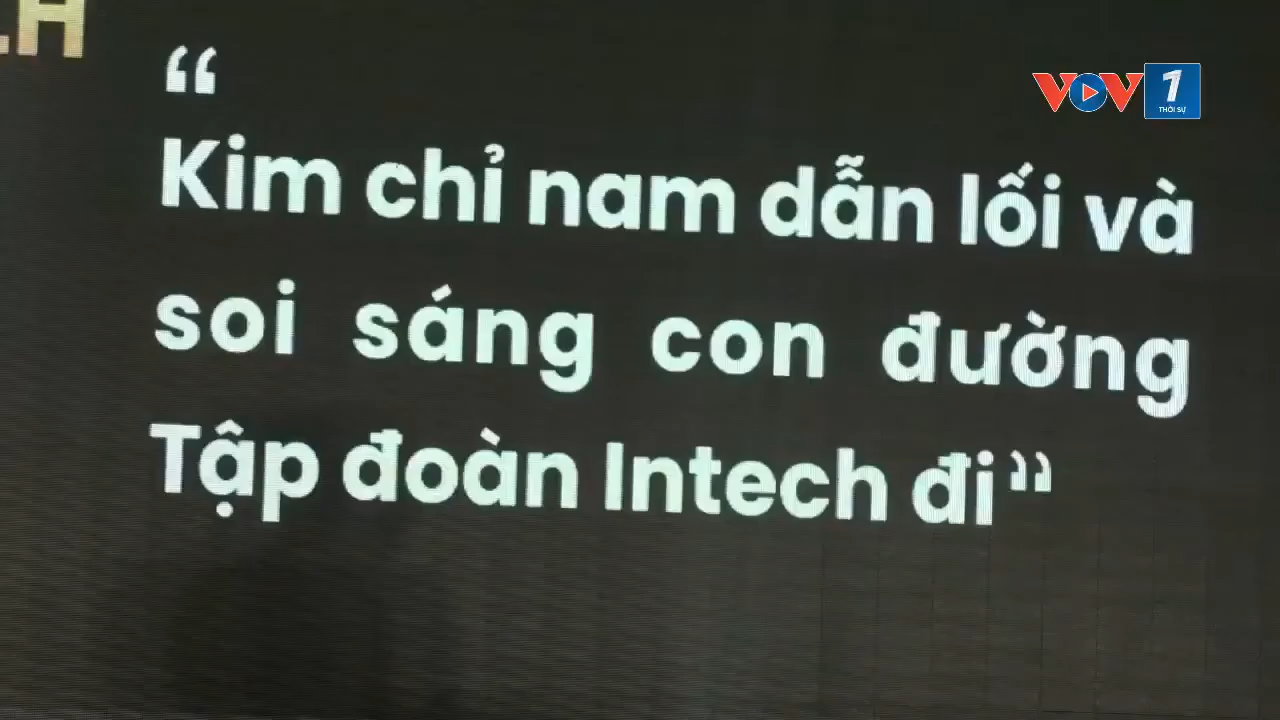 “
Kim chỉ nam dẫn lối và
soi sáng con đường
Tập đoàn Intech đi”
VOV 1
THỜI SỰ